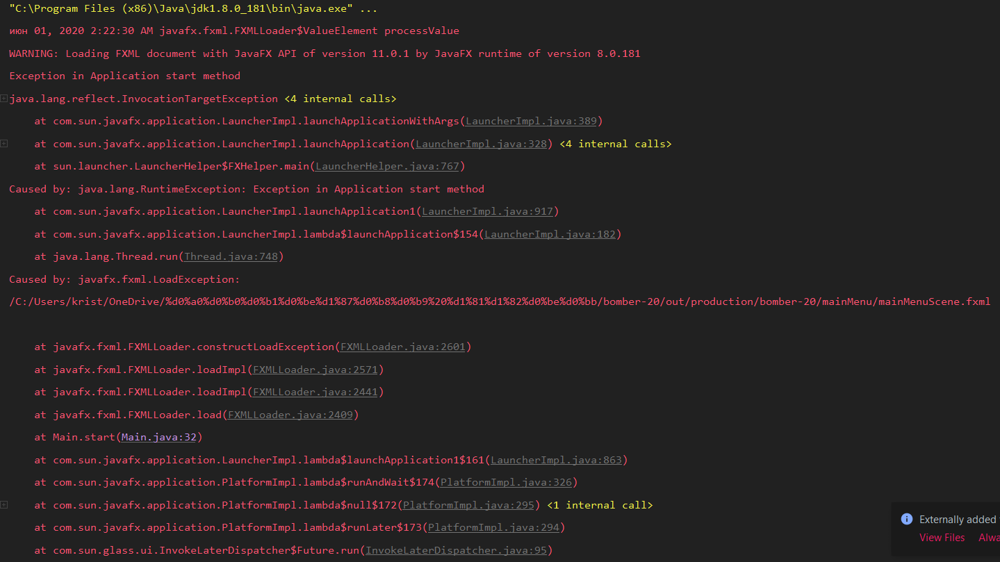 "C:\Program Files (x86)\Java\jdk1.8.0_181\bin\java.exe" ...
июн 01, 2020 2:22:30 AM javafx.fxml.FXMLLoader$ValueElement processValue
WARNING: Loading FXML document with JavaFX API of version 11.0.1 by JavaFX runtime of version 8.0.181
Exception in Application start method
java.lang.reflect.InvocationTargetException <4 internal calls>
at com.sun.javafx.application.LauncherImpl.launchApplicationWithArgs(LauncherImpl.java:389)
at com.sun.javafx.application.LauncherImpl.launchApplication(LauncherImpl.java:328) <4 internal calls>
at sun.launcher.LauncherHelper$FXHelper.main(LauncherHelper.java:767)
Caused by: java.lang.RuntimeException: Exception in Application start method
at com.sun.javafx.application.LauncherImpl.launchApplication1(LauncherImpl.java:917)
at com.sun.javafx.application.LauncherImpl.lambda$launchApplication$154(LauncherImpl.java:182)
at java.lang.Thread.run(Thread.java:748)
Caused by: javafx.fxml.LoadException:
/C:/Users/krist/OneDrive/%d0%a0%d0%b0%d0%b1%d0%be%d1%87%d0%b8%d0%b9%20%d1%81%d1%82%d0%be%d0%bb/bomber-20/out/production/bomber-20/mainMenu/mainMenuScene.fxml
at javafx.fxml.FXMLLoader.constructLoadException(FXMLLoader.java:2601)
at javafx.fxml.FXMLLoader.loadImpl(FXMLLoader.java:2571)
at javafx.fxml.FXMLLoader.loadImpl(FXMLLoader.java:2441)
at javafx.fxml.FXMLLoader.load(FXMLLoader.java:2409)
at Main.start(Main.java:32)
at com.sun.javafx.application.LauncherImpl.lambda$launchApplication1$161(LauncherImpl.java:863)
at com.sun.javafx.application.PlatformImpl.lambda$runAndWait$174(PlatformImpl.java:326)
at com.sun.javafx.application.PlatformImpl.lambda$null$172(PlatformImpl.java:295) <1 internal call>
at com.sun.javafx.application.PlatformImpl.lambda$runLater$173(PlatformImpl.java:294)
at com.sun.glass.ui.InvokeLaterDispatcher$Future.run(InvokeLaterDispatcher.java:95)
Externally added
View Files Alwa